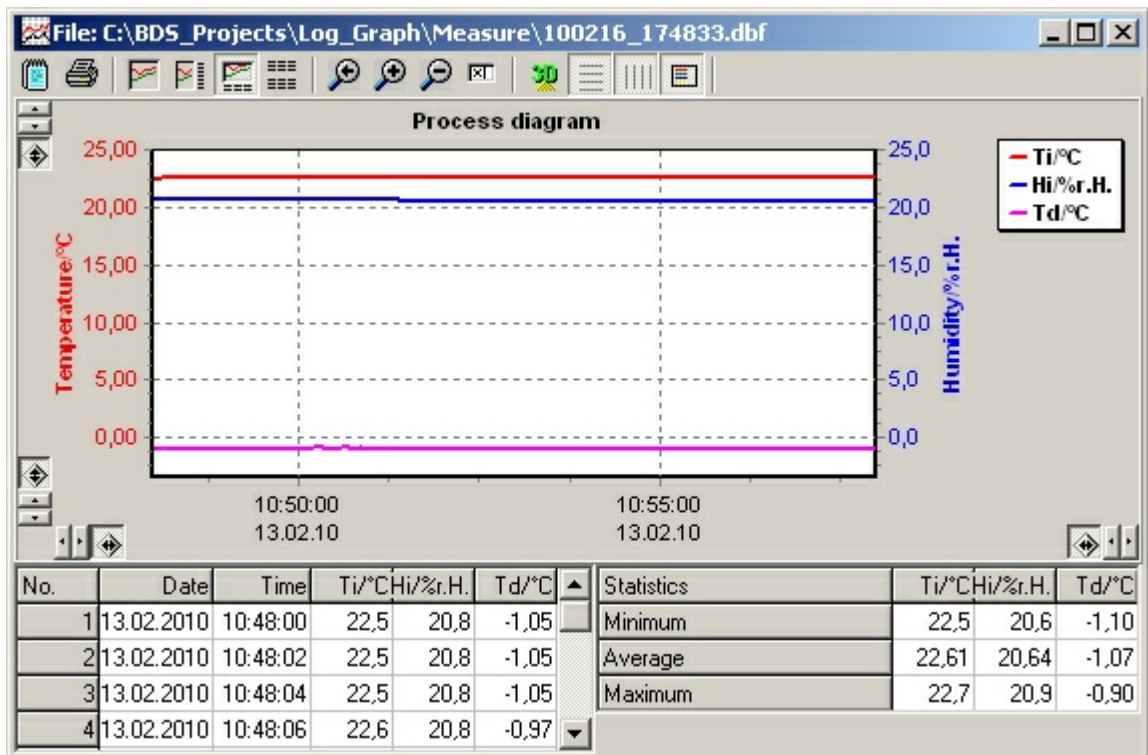 File: C:\BDS_Projects\Log_Graph\Measure\100216_174833.dbf
3D
Process diagram
25,00
20,00
15,00
10,00
5,00
0,00
Temperature/°C
25,0
20,0
15,0
10,0
5,0
0,0
Humidity/%r.H.
Ti/°C
Hi/%r.H.
Td/°C
10:50:00 10:55:00
13.02.10 13.02.10
No. Date Time Ti/°C Hi/%r.H. Td/°C
1 13.02.2010 10:48:00 22,5 20,8 -1,05
2 13.02.2010 10:48:02 22,5 20,8 -1,05
3 13.02.2010 10:48:04 22,5 20,8 -1,05
4 13.02.2010 10:48:06 22,6 20,8 -0,97
Statistics Ti/°C Hi/%r.H. Td/°C
Minimum 22,5 20,6 -1,10
Average 22,61 20,64 -1,07
Maximum 22,7 20,9 -0,90